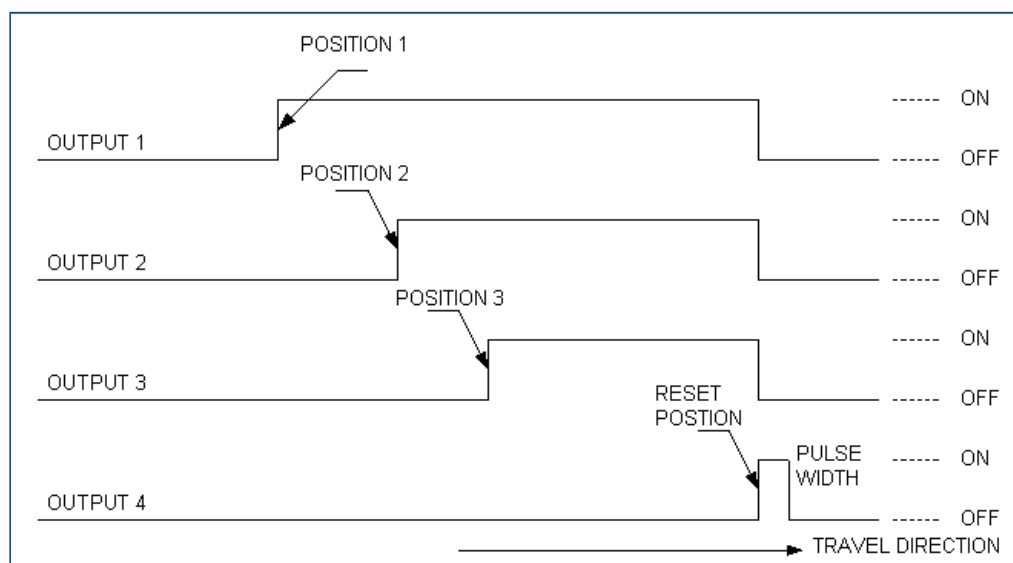 POSITION 1
------ ON
OUTPUT 1
------ OFF
POSITION 2
------ ON
OUTPUT 2
------ OFF
POSITION 3
------ ON
OUTPUT 3
------ OFF
RESET
POSTION
PULSE
WIDTH
------ ON
OUTPUT 4
------ OFF
TRAVEL DIRECTION